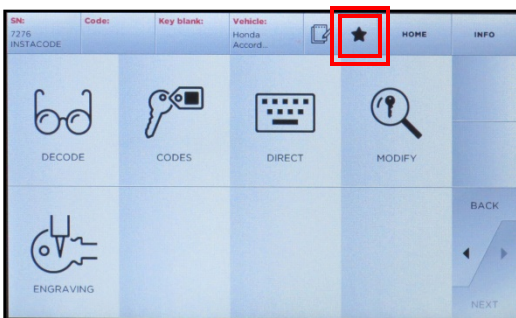 SN:
7276
INSTACODE
Code:
Key blank:
Vehicle:
Honda
Accord...
HOME
INFO
DECODE
CODES
DIRECT
MODIFY
ENGRAVING
BACK
NEXT